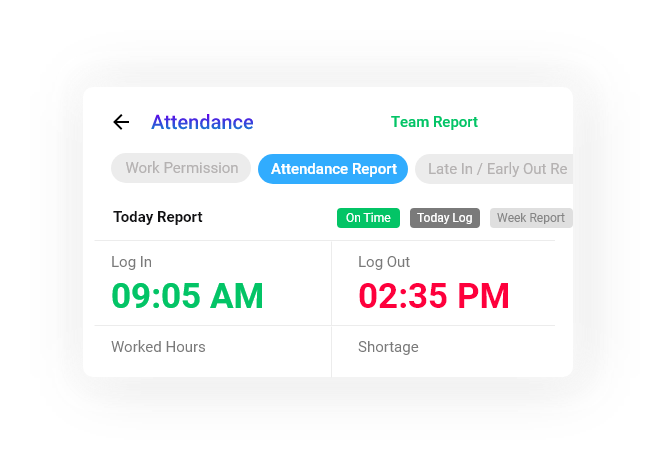 Attendance
Team Report
Work Permission
Attendance Report
Late In / Early Out Re
Today Report
On Time
Today Log
Week Report
Log In
Log Out
09:05 AM
02:35 PM
Worked Hours
Shortage